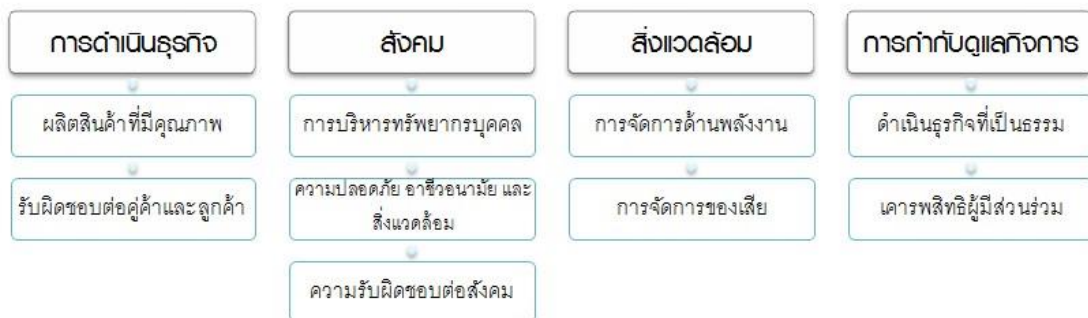 การดำเนินธุรกิจ
ผลิตสินค้าที่มีคุณภาพ
รับผิดชอบต่อคู่ค้าและลูกค้า
สังคม
การบริหารทรัพยากรบุคคล
ความปลอดภัย อาชีวอนามัย และ
สิ่งแวดล้อม
ความรับผิดชอบต่อสังคม
สิ่งแวดล้อม
การจัดการด้านพลังงาน
การจัดการของเสีย
การกำกับดูแลกิจการ
ดำเนินธุรกิจที่เป็นธรรม
เคารพสิทธิผู้มีส่วนร่วม